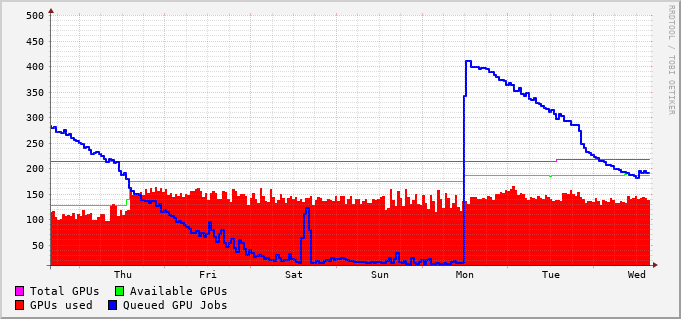 500
450
400
350
300
250
200
150
100
50
Thu Fri Sat Sun Mon Tue Wed
Total GPUs Available GPUs
GPUs used Queued GPU Jobs
RRDTOOL / TOBI OETIKER